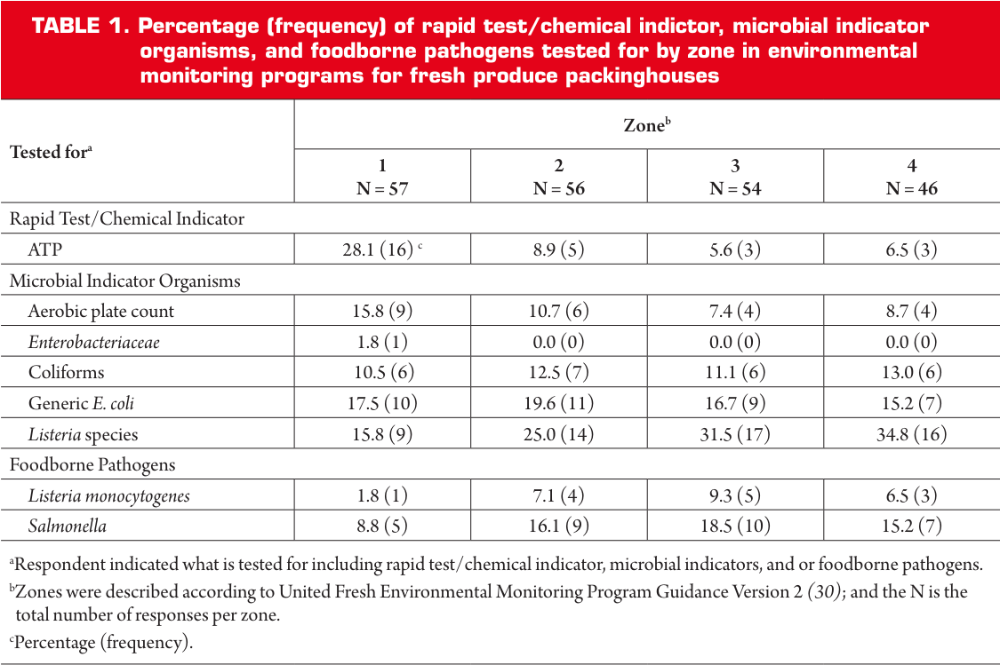 TABLE 1. Percentage (frequency) of rapid test/chemical indictor, microbial indicator
organisms, and foodborne pathogens tested for by zone in environmental
monitoring programs for fresh produce packinghouses
Tested forᵃ
Zoneᵇ
1 2 3 4
N = 57 N = 56 N = 54 N = 46
Rapid Test/Chemical Indicator
ATP 28.1 (16) ᶜ 8.9 (5) 5.6 (3) 6.5 (3)
Microbial Indicator Organisms
Aerobic plate count 15.8 (9) 10.7 (6) 7.4 (4) 8.7 (4)
Enterobacteriaceae 1.8 (1) 0.0 (0) 0.0 (0) 0.0 (0)
Coliforms 10.5 (6) 12.5 (7) 11.1 (6) 13.0 (6)
Generic E. coli 17.5 (10) 19.6 (11) 16.7 (9) 15.2 (7)
Listeria species 15.8 (9) 25.0 (14) 31.5 (17) 34.8 (16)
Foodborne Pathogens
Listeria monocytogenes 1.8 (1) 7.1 (4) 9.3 (5) 6.5 (3)
Salmonella 8.8 (5) 16.1 (9) 18.5 (10) 15.2 (7)
ᵃRespondent indicated what is tested for including rapid test/chemical indicator, microbial indicators, and or foodborne pathogens.
ᵇZones were described according to United Fresh Environmental Monitoring Program Guidance Version 2 (30); and the N is the
total number of responses per zone.
ᶜPercentage (frequency).